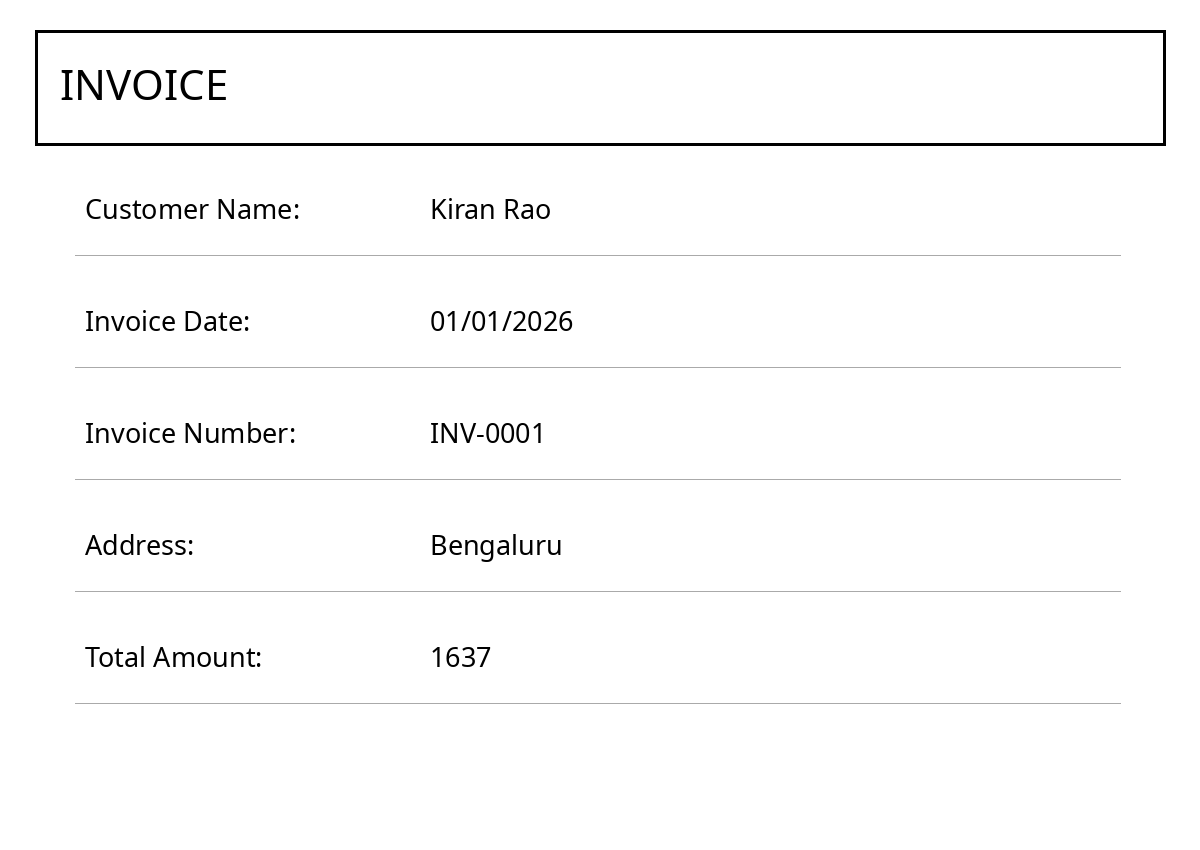 INVOICE
Customer Name: Kiran Rao
Invoice Date: 01/01/2026
Invoice Number: INV-0001
Address: Bengaluru
Total Amount: 1637